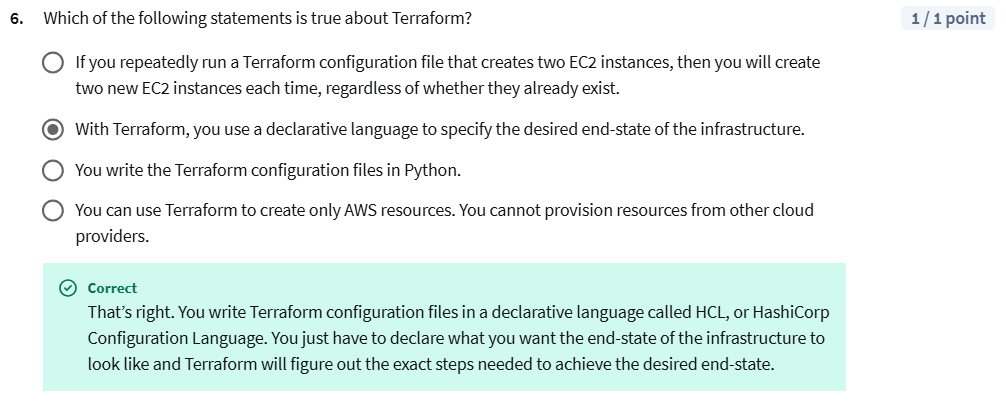 6. Which of the following statements is true about Terraform? 1 / 1 point
If you repeatedly run a Terraform configuration file that creates two EC2 instances, then you will create
two new EC2 instances each time, regardless of whether they already exist.
With Terraform, you use a declarative language to specify the desired end-state of the infrastructure.
You write the Terraform configuration files in Python.
You can use Terraform to create only AWS resources. You cannot provision resources from other cloud
providers.
Correct
That's right. You write Terraform configuration files in a declarative language called HCL, or HashiCorp
Configuration Language. You just have to declare what you want the end-state of the infrastructure to
look like and Terraform will figure out the exact steps needed to achieve the desired end-state.